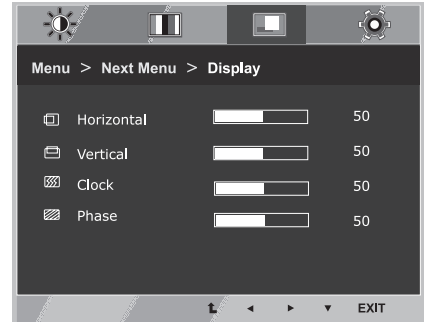 Menu > Next Menu > Display
Horizontal 50
Vertical 50
Clock 50
Phase 50
EXIT